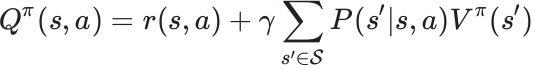 Q^π(s, a) = r(s, a) + γ ∑_{s′∈𝒮} P(s′|s, a)V^π(s′)